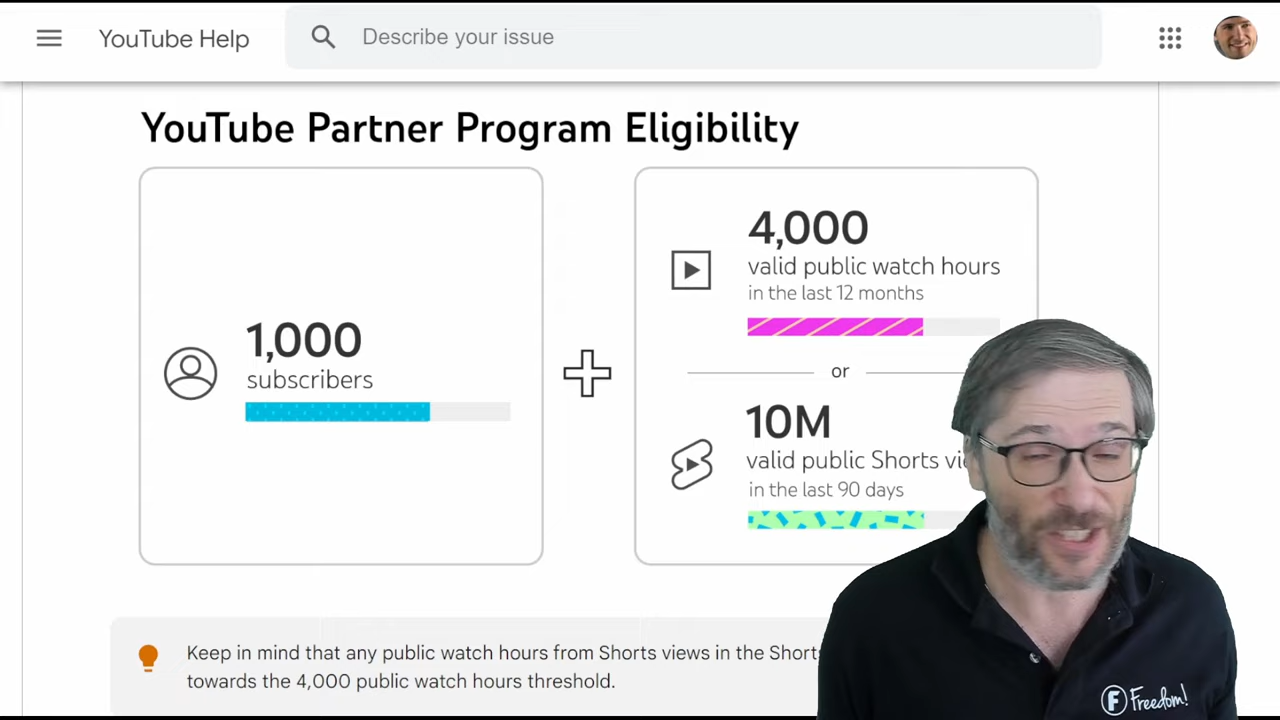 YouTube Help
Describe your issue
YouTube Partner Program Eligibility
1,000
subscribers
4,000
valid public watch hours
in the last 12 months
or
10M
valid public Shorts
in the last 90 days
Keep in mind that any public watch hours from Shorts views in the
towards the 4,000 public watch hours threshold.
F Freedom!